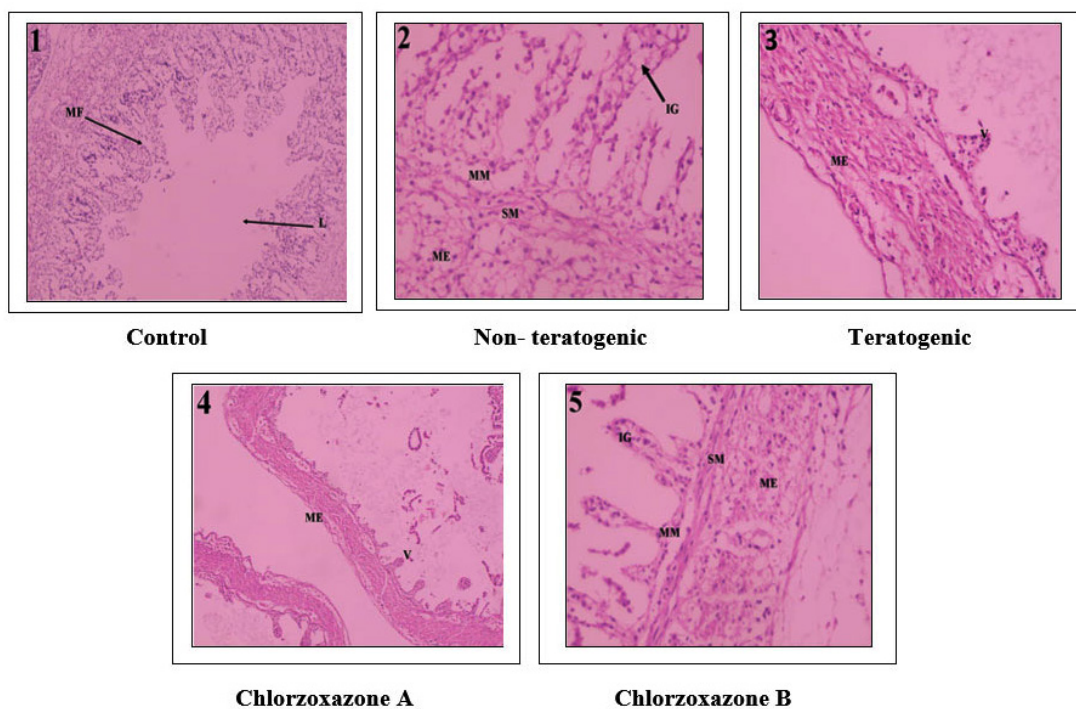 1
MF
L
2
IG
MM
SM
ME
3
V
ME
Control
Non- teratogenic
Teratogenic
4
ME
V
5
IG
SM
ME
MM
Chlorzoxazone A
Chlorzoxazone B